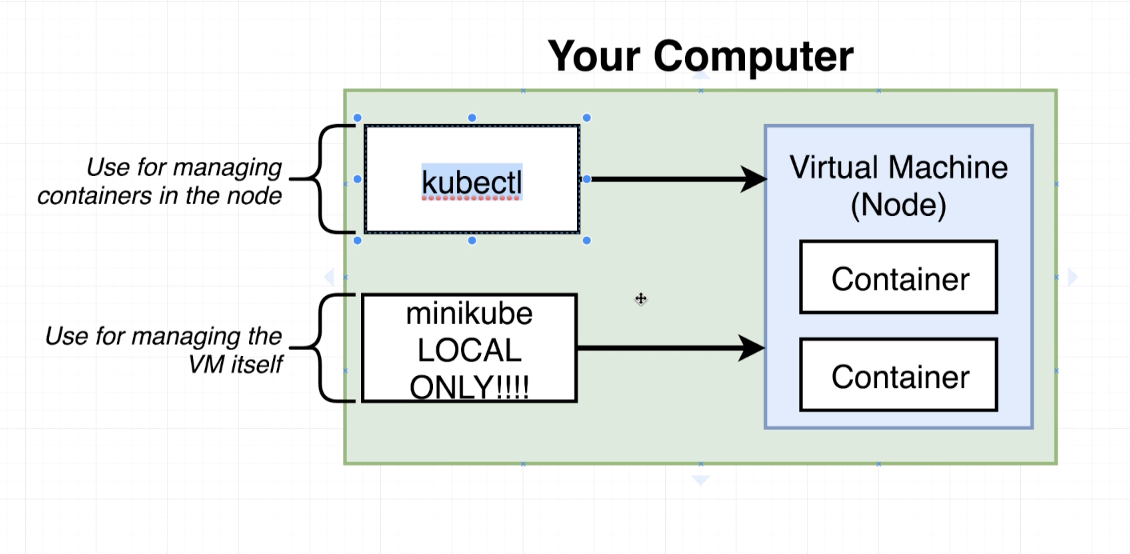 Your Computer
Use for managing
containers in the node
kubectl
Virtual Machine
(Node)
Container
Use for managing the
VM itself
minikube
LOCAL
ONLY!!!!
Container